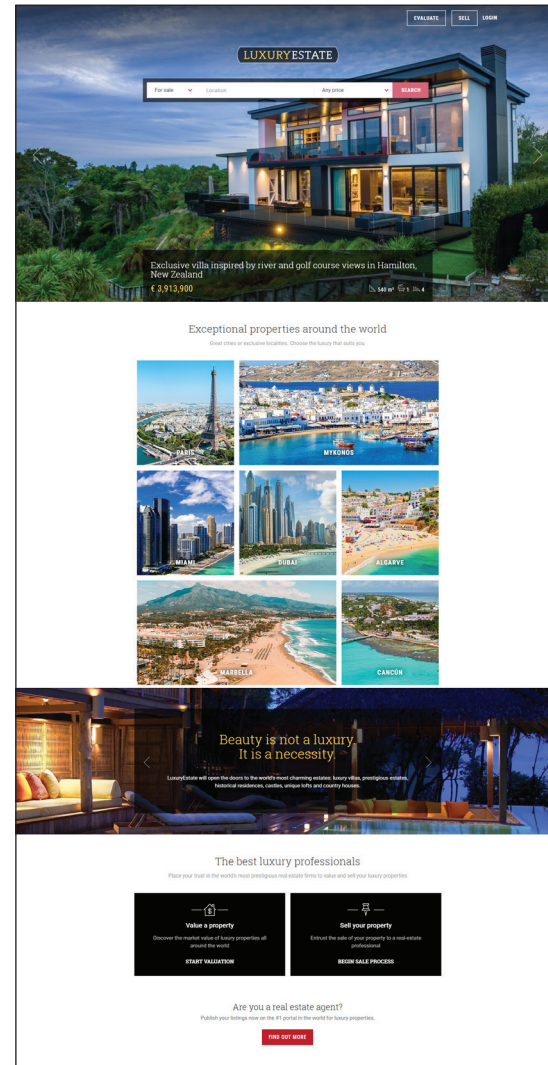 EVALUATE SELL LOGIN
LUXURYESTATE
For sale Location Any price SEARCH
Exclusive villa inspired by river and golf course views in Hamilton,
New Zealand
€ 3,913,900 540 m² 1 4
Exceptional properties around the world
Great cities or exclusive localities. Choose the luxury that suits you.
PARIS MYKONOS
MIAMI DUBAI ALGARVE
MARBELLA CANCÚN
Beauty is not a luxury.
It is a necessity.
LuxuryEstate will open the doors to the world's most charming estates: luxury villas, prestigious estates,
historical residences, castles, unique lofts and country houses.
The best luxury professionals
Place your trust in the world's most prestigious real estate firms to value and sell your luxury properties
Value a property
Discover the market value of luxury properties all
around the world
START VALUATION
Sell your property
Entrust the sale of your property to a real-estate
professional
BEGIN SALE PROCESS
Are you a real estate agent?
Publish your listings now on the #1 portal in the world for luxury properties.
FIND OUT MORE